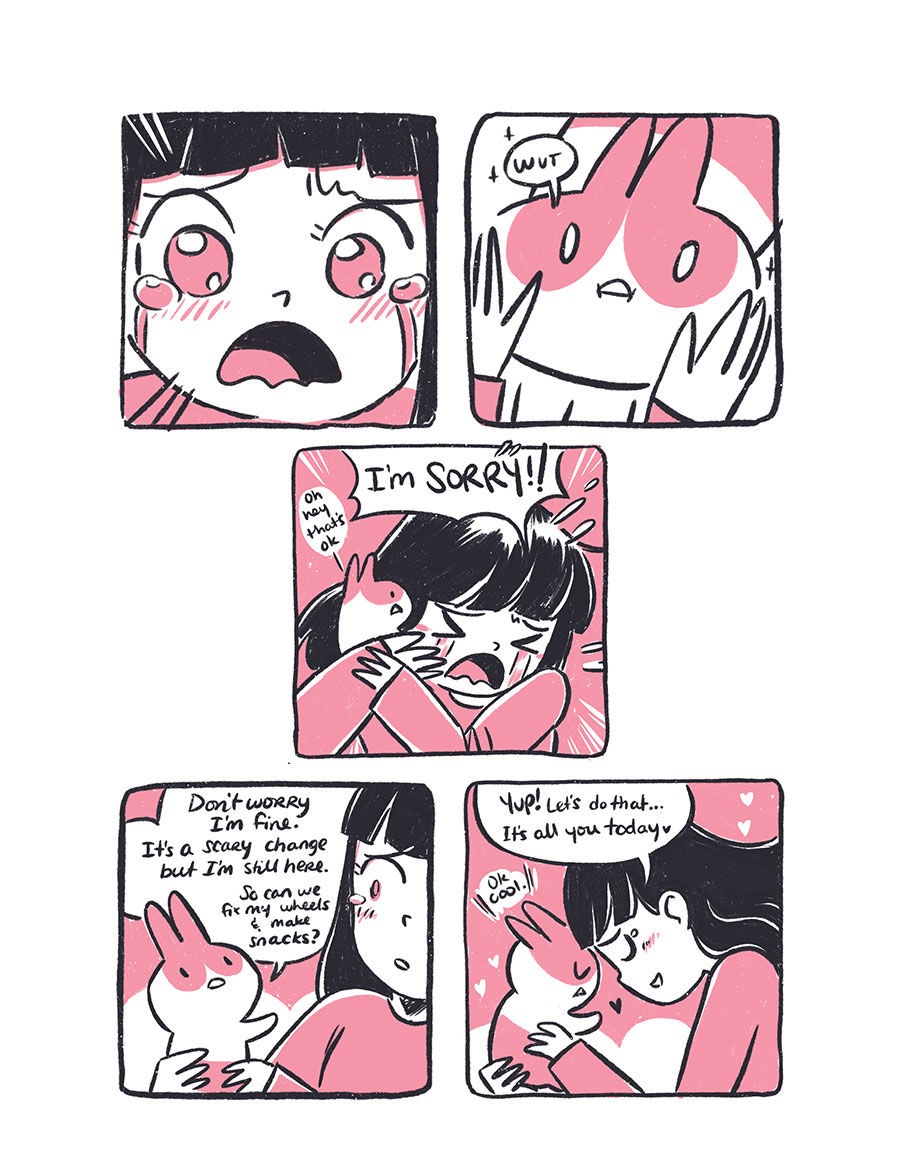 WUT
I'm SORRY!!
Oh
hey
that's
ok
Don't worry
I'm fine.
It's a scary change
but I'm still here.
So can we
fix my wheels
& make
snacks?
Yup! Let's do that...
It's all you today♥
Ok
cool.